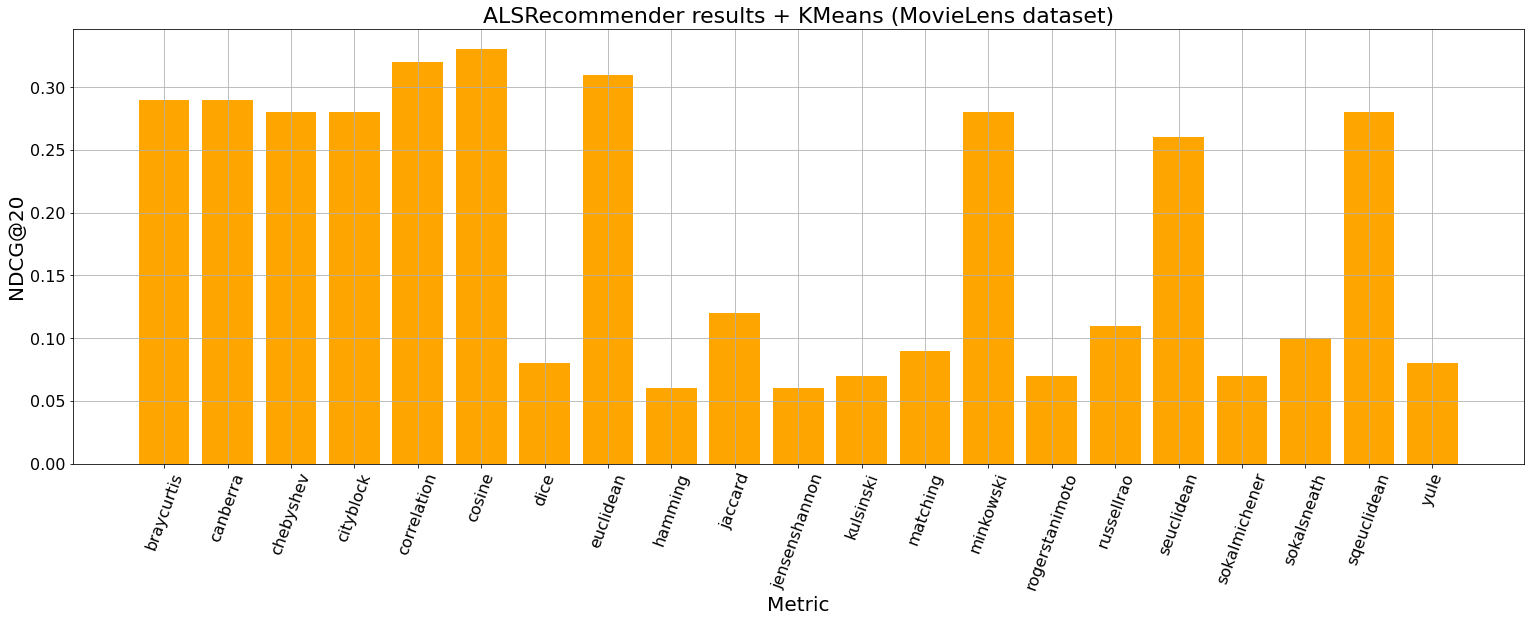 ALSRecommender results + KMeans (MovieLens dataset)
NDCG@20
0.30
0.25
0.20
0.15
0.10
0.05
0.00
braycurtis
canberra
chebyshev
cityblock
correlation
cosine
dice
euclidean
hamming
jaccard
jensenshannon
kulsinski
matching
minkowski
rogerstanimoto
russellrao
seuclidean
sokalmichener
sokalsneath
sqeuclidean
yule
Metric